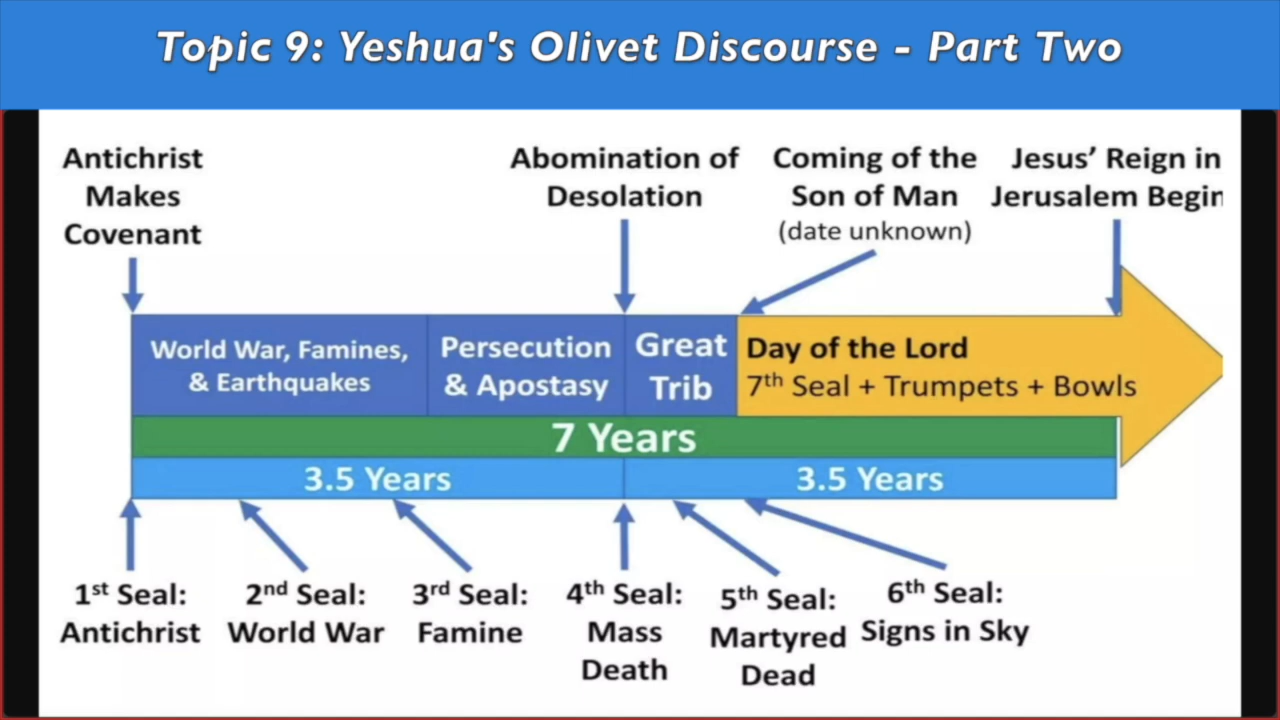 Topic 9: Yeshua's Olivet Discourse - Part Two
Antichrist
Makes
Covenant
Abomination of
Desolation
Coming of the
Son of Man
(date unknown)
Jesus’ Reign in
Jerusalem Begin
World War, Famines,
& Earthquakes
Persecution
& Apostasy
Great
Trib
Day of the Lord
7th Seal + Trumpets + Bowls
7 Years
3.5 Years
3.5 Years
1st Seal:
Antichrist
2nd Seal:
World War
3rd Seal:
Famine
4th Seal:
Mass
Death
5th Seal:
Martyred
Dead
6th Seal:
Signs in Sky